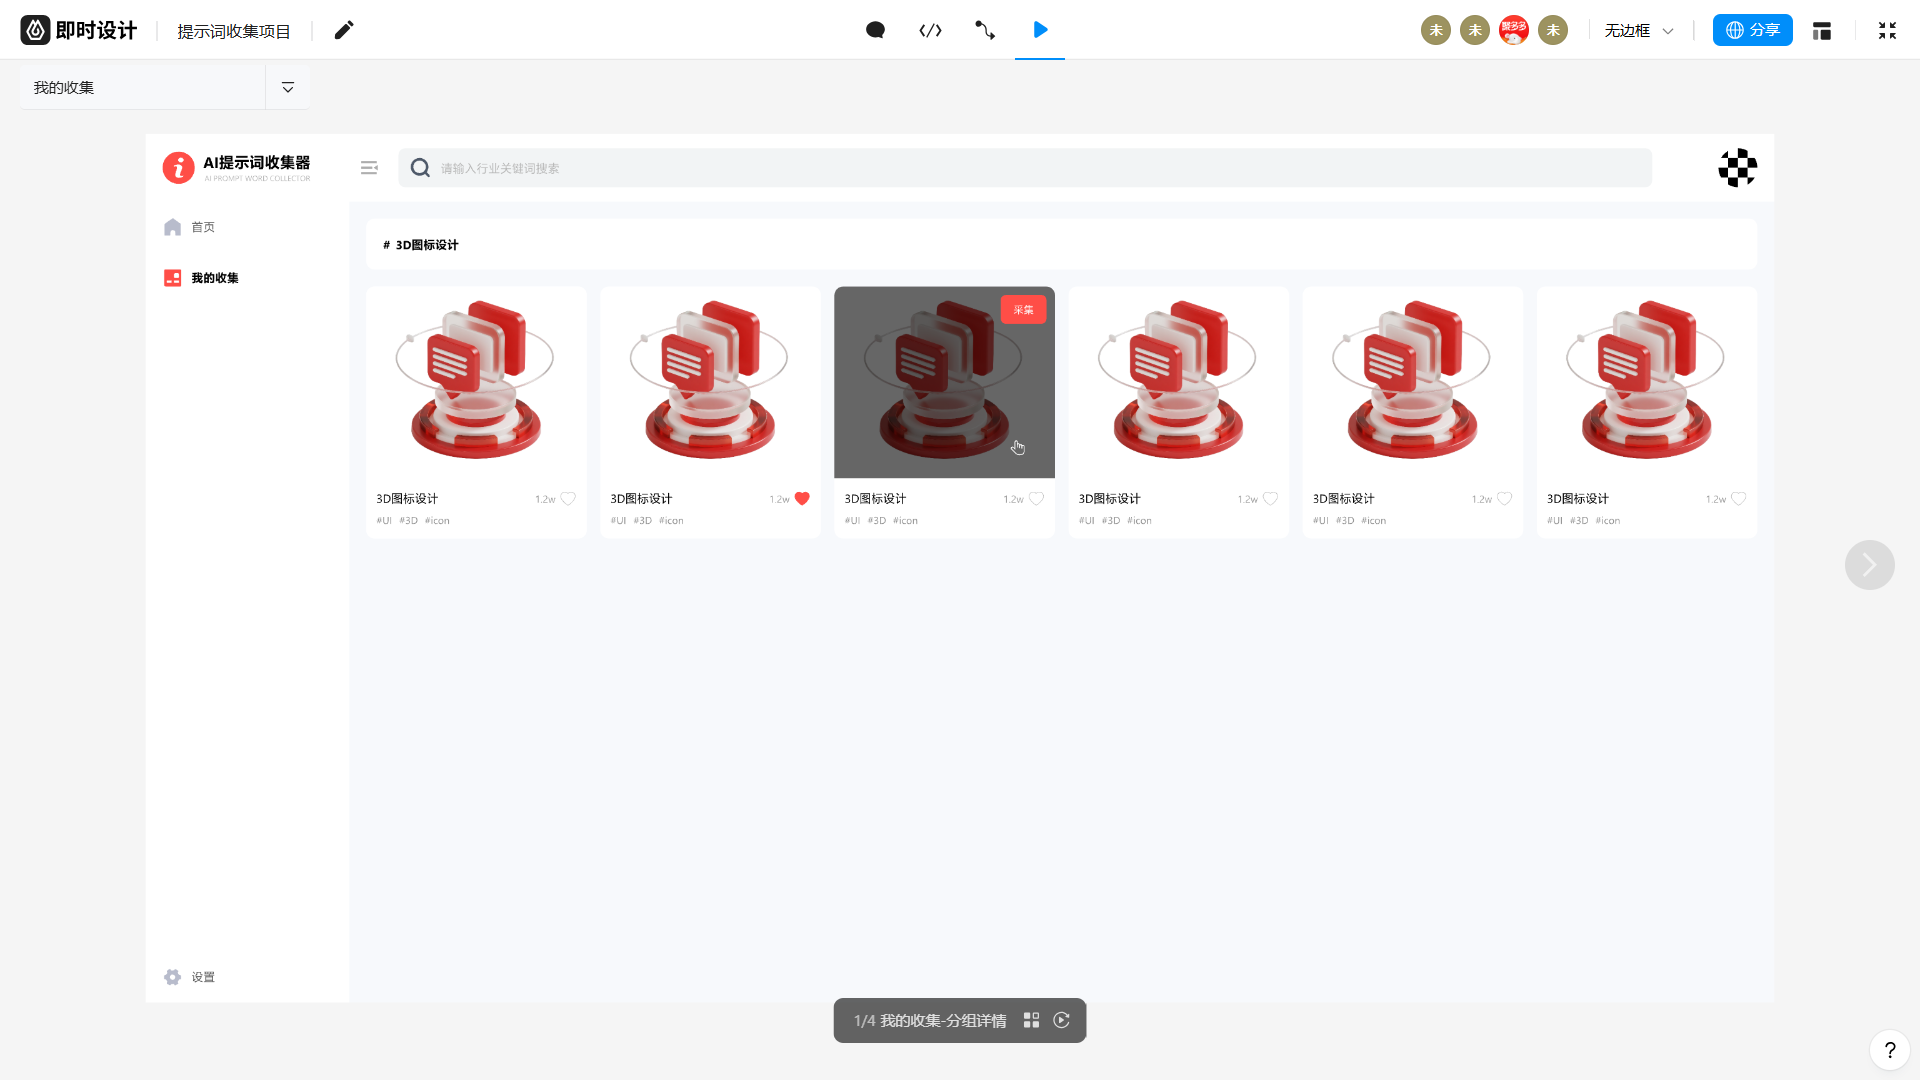 即时设计
提示词收集项目
未
未
聚多多
未
无边框
分享
我的收集
AI提示词收集器
AI PROMPT WORD COLLECTOR
请输入行业关键词搜索
首页
我的收集
# 3D图标设计
采集
3D图标设计 1.2w
#UI #3D #icon
3D图标设计 1.2w
#UI #3D #icon
3D图标设计 1.2w
#UI #3D #icon
3D图标设计 1.2w
#UI #3D #icon
3D图标设计 1.2w
#UI #3D #icon
3D图标设计 1.2w
#UI #3D #icon
设置
1/4 我的收集-分组详情
?